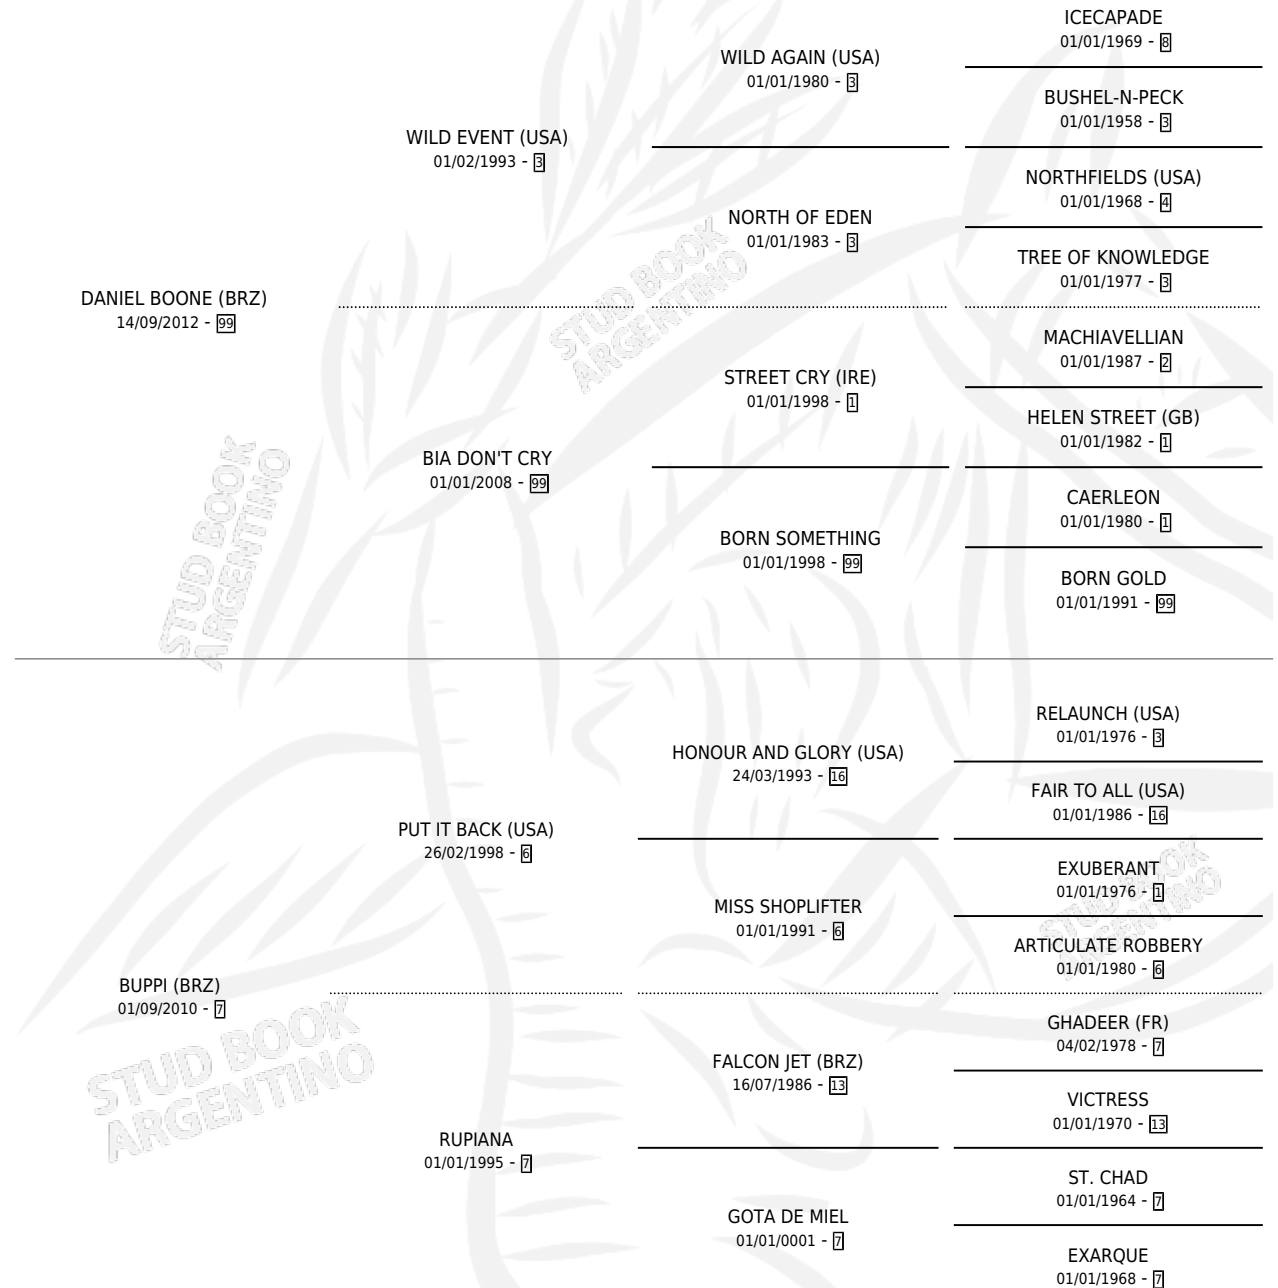 ICECAPADE
01/01/1969 - 8
WILD AGAIN (USA)
01/01/1980 - 3
BUSHEL-N-PECK
01/01/1958 - 3
WILD EVENT (USA)
01/02/1993 - 3
NORTHFIELDS (USA)
01/01/1968 - 4
NORTH OF EDEN
01/01/1983 - 3
TREE OF KNOWLEDGE
01/01/1977 - 3
DANIEL BOONE (BRZ)
14/09/2012 - 99
STUD BOOK
ARGENTINO
MACHIAVELLIAN
01/01/1987 - 2
STREET CRY (IRE)
01/01/1998 - 1
HELEN STREET (GB)
01/01/1982 - 1
BIA DON'T CRY
01/01/2008 - 99
CAERLEON
01/01/1980 - 1
BORN SOMETHING
01/01/1998 - 99
BORN GOLD
01/01/1991 - 99
STUD BOOK
ARGENTINO
RELAUNCH (USA)
01/01/1976 - 3
HONOUR AND GLORY (USA)
24/03/1993 - 16
FAIR TO ALL (USA)
01/01/1986 - 16
PUT IT BACK (USA)
26/02/1998 - 6
EXUBERANT
01/01/1976 - 1
MISS SHOPLIFTER
01/01/1991 - 6
STUD BOOK
ARGENTINO
ARTICULATE ROBBERY
01/01/1980 - 6
BUPPI (BRZ)
01/09/2010 - 7
STUD BOOK
ARGENTINO
GHADEER (FR)
04/02/1978 - 7
FALCON JET (BRZ)
16/07/1986 - 13
VICTRESS
01/01/1970 - 13
RUPIANA
01/01/1995 - 7
ST. CHAD
01/01/1964 - 7
GOTA DE MIEL
01/01/0001 - 7
EXARQUE
01/01/1968 - 7